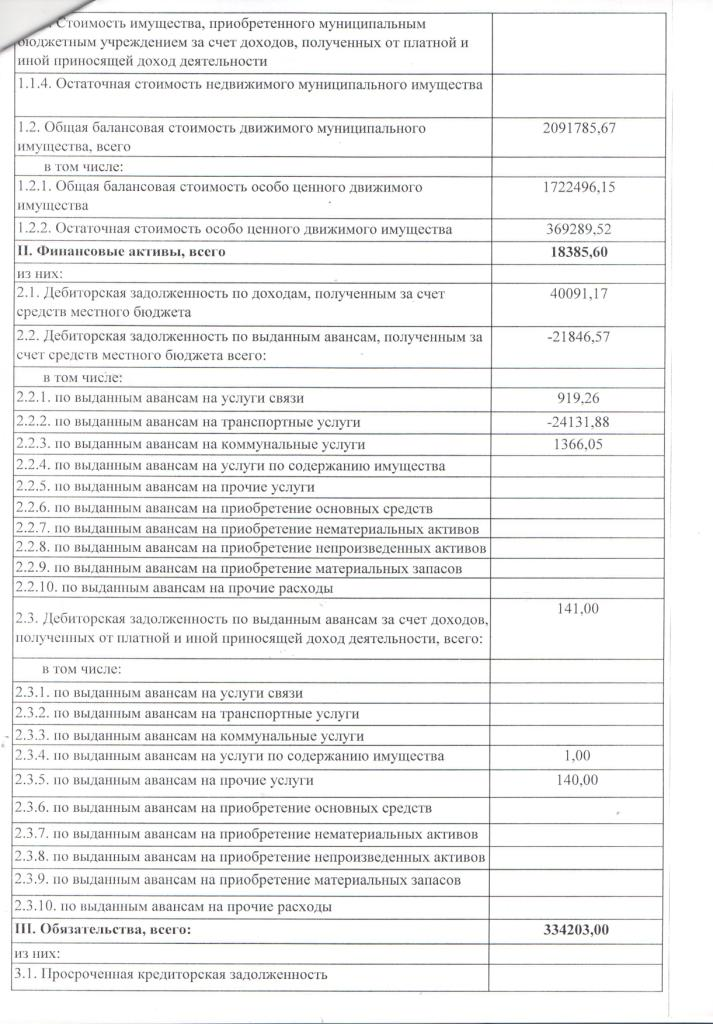 Стоимость имущества, приобретенного муниципальным
бюджетным учреждением за счет доходов, полученных от платной и
иной приносящей доход деятельности
1.1.4. Остаточная стоимость недвижимого муниципального имущества
1.2. Общая балансовая стоимость движимого муниципального 2091785,67
имущества, всего
в том числе:
1.2.1. Общая балансовая стоимость особо ценного движимого 1722496,15
имущества
1.2.2. Остаточная стоимость особо ценного движимого имущества 369289,52
II. Финансовые активы, всего 18385,60
из них:
2.1. Дебиторская задолженность по доходам, полученным за счет 40091,17
средств местного бюджета
2.2. Дебиторская задолженность по выданным авансам, полученным за -21846,57
счет средств местного бюджета всего:
в том числе:
2.2.1. по выданным авансам на услуги связи 919,26
2.2.2. по выданным авансам на транспортные услуги -24131,88
2.2.3. по выданным авансам на коммунальные услуги 1366,05
2.2.4. по выданным авансам на услуги по содержанию имущества
2.2.5. по выданным авансам на прочие услуги
2.2.6. по выданным авансам на приобретение основных средств
2.2.7. по выданным авансам на приобретение нематериальных активов
2.2.8. по выданным авансам на приобретение непроизведенных активов
2.2.9. по выданным авансам на приобретение материальных запасов
2.2.10. по выданным авансам на прочие расходы
2.3. Дебиторская задолженность по выданным авансам за счет доходов, 141,00
полученных от платной и иной приносящей доход деятельности, всего:
в том числе:
2.3.1. по выданным авансам на услуги связи
2.3.2. по выданным авансам на транспортные услуги
2.3.3. по выданным авансам на коммунальные услуги
2.3.4. по выданным авансам на услуги по содержанию имущества 1,00
2.3.5. по выданным авансам на прочие услуги 140,00
2.3.6. по выданным авансам на приобретение основных средств
2.3.7. по выданным авансам на приобретение нематериальных активов
2.3.8. по выданным авансам на приобретение непроизведенных активов
2.3.9. по выданным авансам на приобретение материальных запасов
2.3.10. по выданным авансам на прочие расходы
III. Обязательства, всего: 334203,00
из них:
3.1. Просроченная кредиторская задолженность